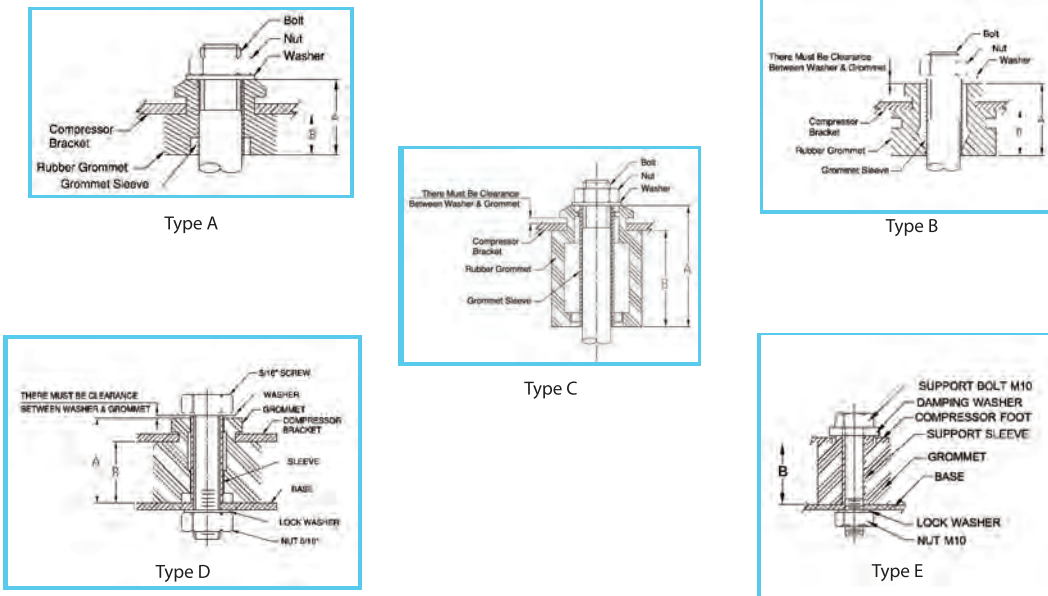 Bolt
Nut
Washer
A
B
Compressor
Bracket
Rubber Grommet
Grommet Sleeve
Type A
Bolt
Nut
Washer
There Must Be Clearance
Between Washer & Grommet
Compressor
Bracket
Rubber Grommet
Grommet Sleeve
A
B
Type B
Bolt
Nut
Washer
There Must Be Clearance
Between Washer & Grommet
Compressor
Bracket
Rubber Grommet
Grommet Sleeve
B
A
Type C
5/16" SCREW
THERE MUST BE CLEARANCE
BETWEEN WASHER & GROMMET
WASHER
GROMMET
COMPRESSOR
BRACKET
A
B
SLEEVE
BASE
LOCK WASHER
NUT 5/16"
Type D
SUPPORT BOLT M10
DAMPING WASHER
COMPRESSOR FOOT
SUPPORT SLEEVE
GROMMET
B
BASE
LOCK WASHER
NUT M10
Type E